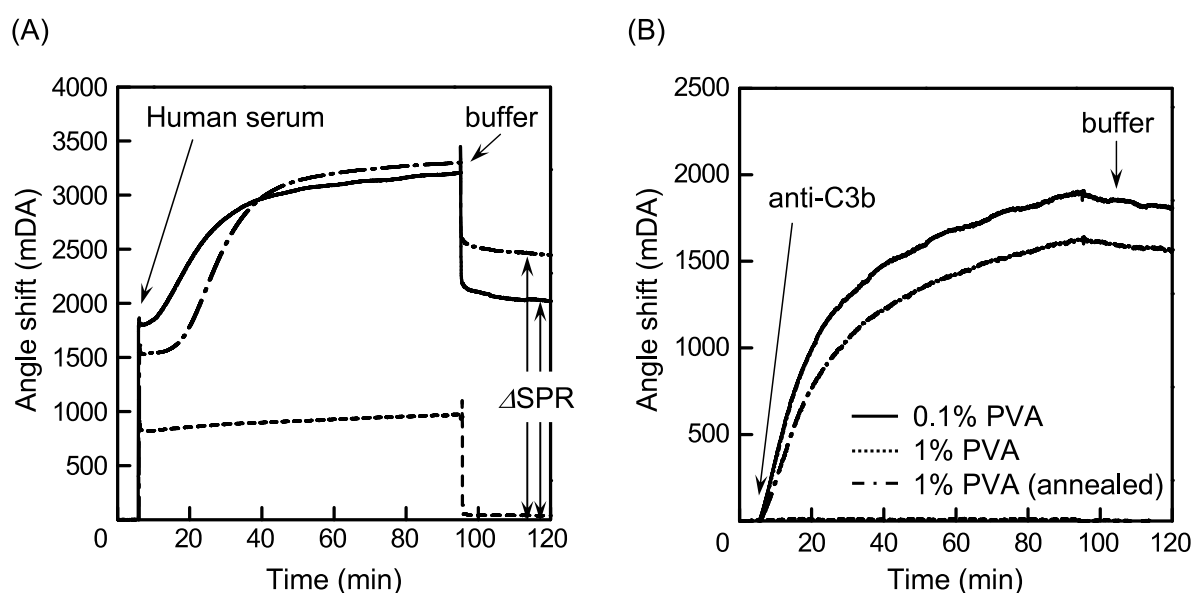 (A)
4000
3500
3000
2500
2000
1500
1000
500
0
20
40
60
80
100
120
Angle shift (mDA)
Time (min)
Human serum
buffer
ΔSPR
(B)
2500
2000
1500
1000
500
0
20
40
60
80
100
120
Angle shift (mDA)
Time (min)
anti-C3b
buffer
0.1% PVA
1% PVA
1% PVA (annealed)